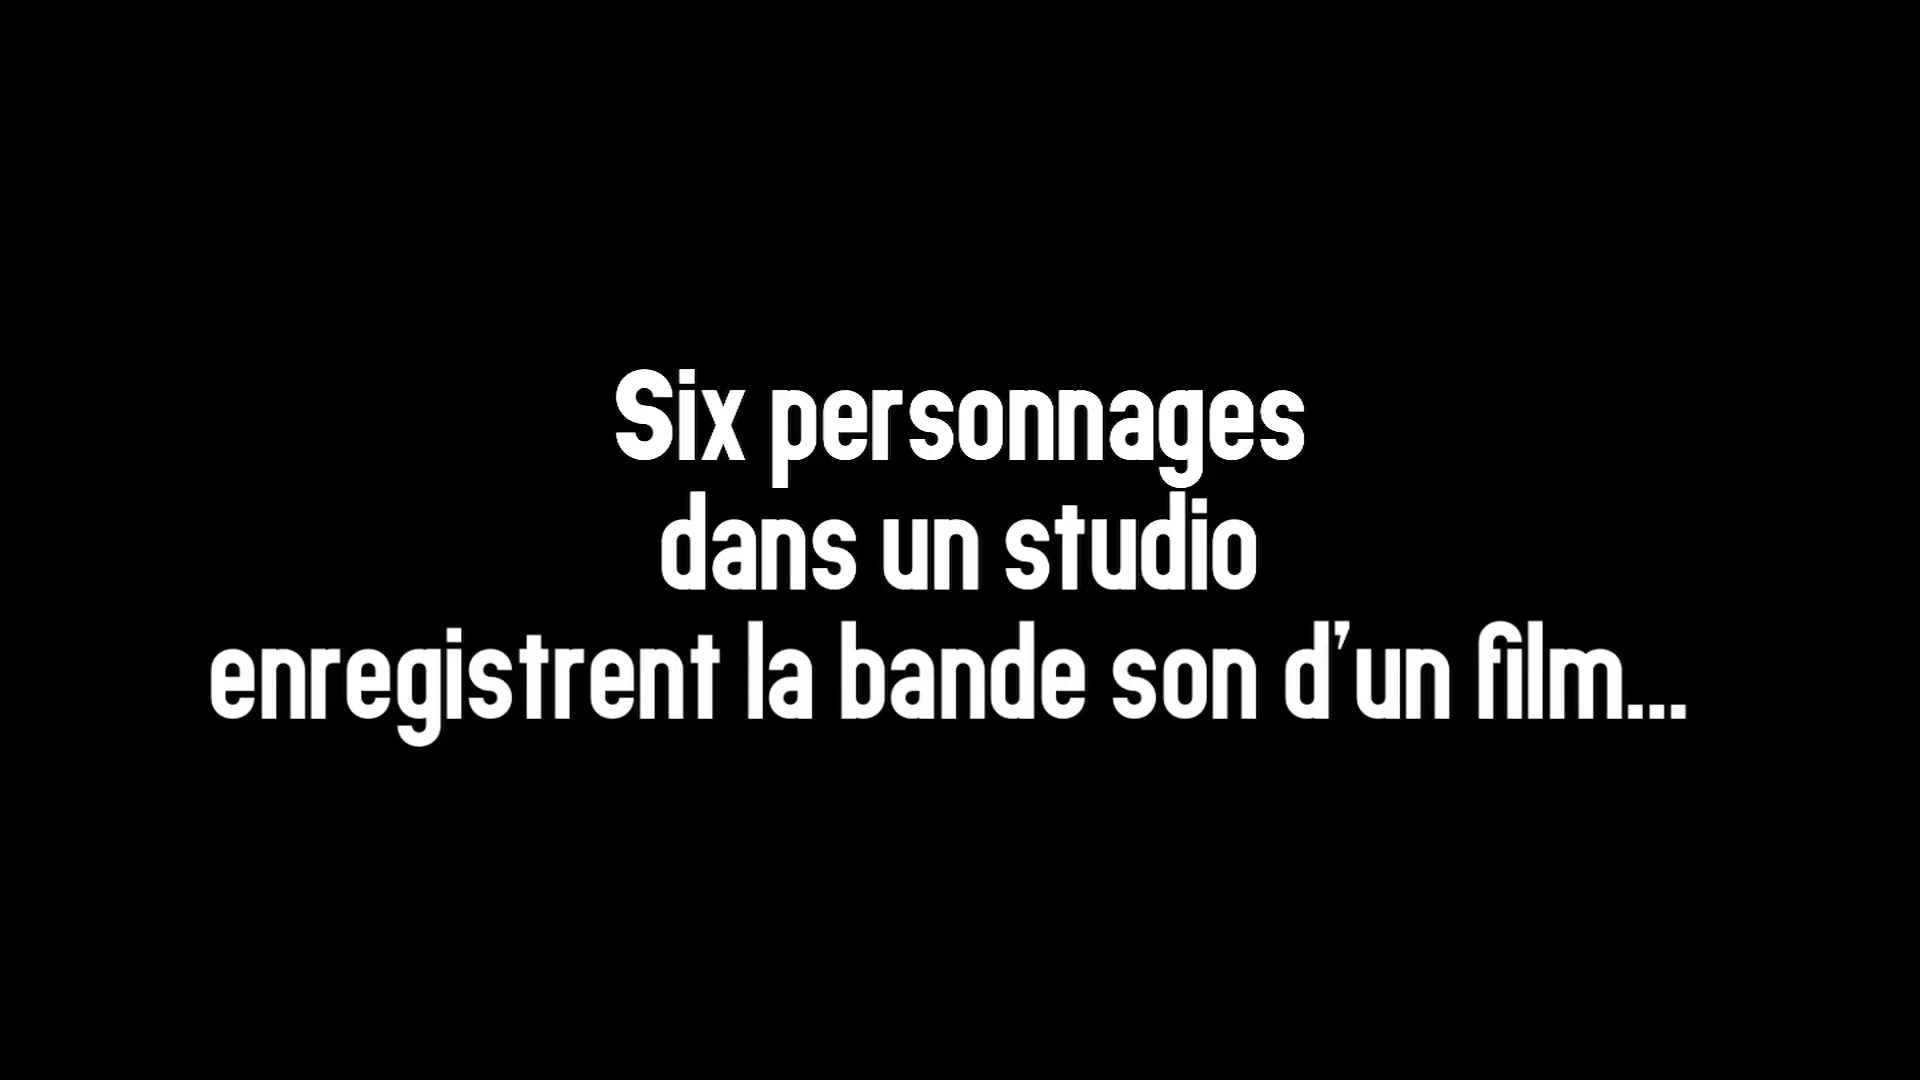 Six personnages
dans un studio
enregistrent la bande son d’un film...